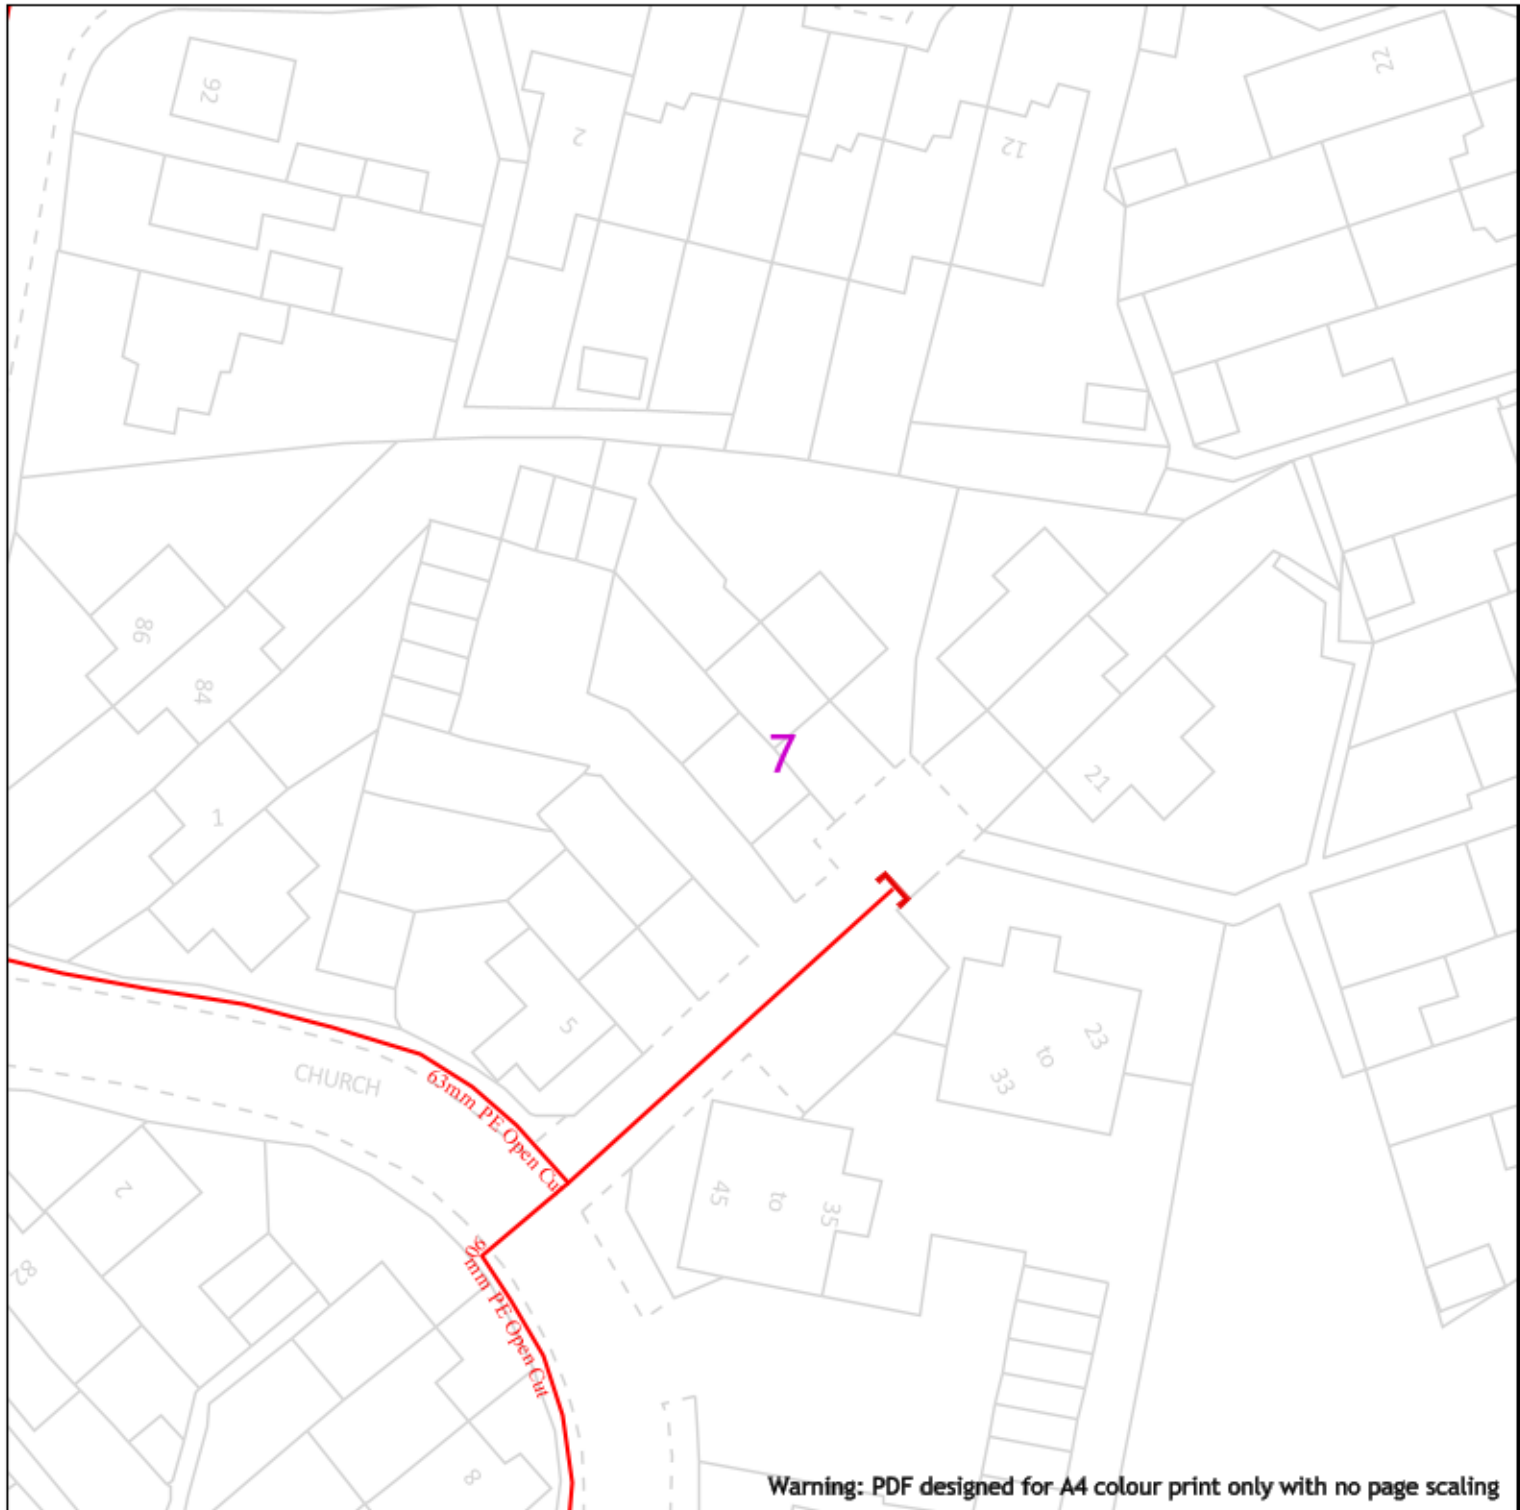 92
2
12
22
86
84
7
21
1
5
23
to
33
CHURCH
63mm PE Open Cu
45
to
35
2
82
90mm PE Open Cut
8
Warning: PDF designed for A4 colour print only with no page scaling